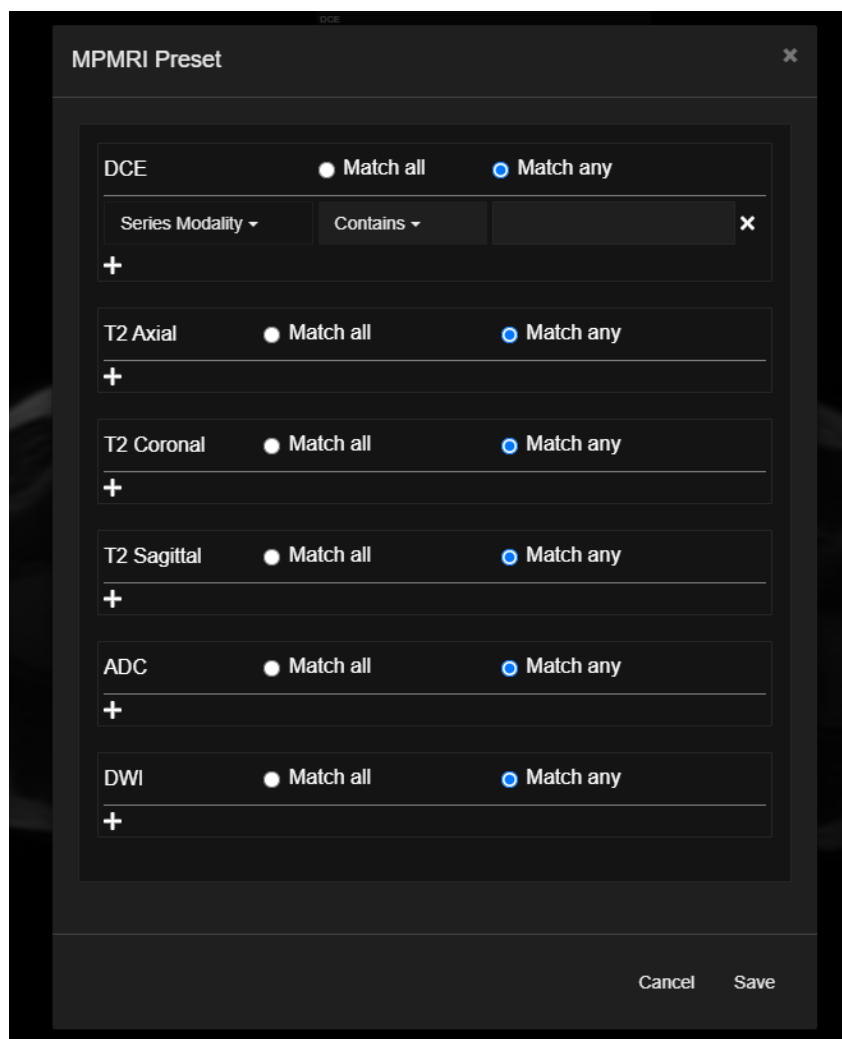 DCE
MPMRI Preset
DCE Match all Match any
Series Modality Contains
T2 Axial Match all Match any
T2 Coronal Match all Match any
T2 Sagittal Match all Match any
ADC Match all Match any
DWI Match all Match any
Cancel Save